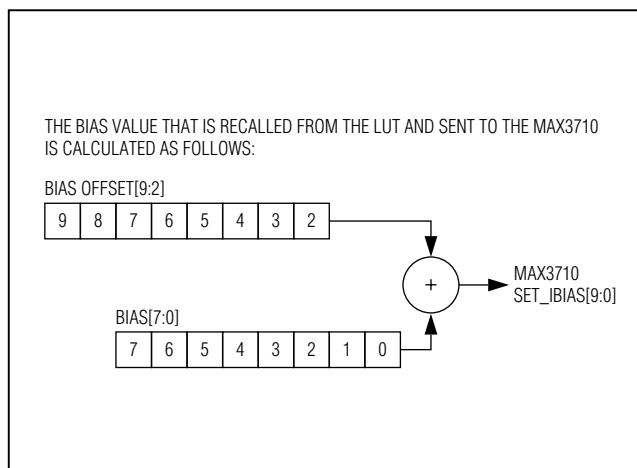 THE BIAS VALUE THAT IS RECALLED FROM THE LUT AND SENT TO THE MAX3710
IS CALCULATED AS FOLLOWS:
BIAS OFFSET[9:2]
9 8 7 6 5 4 3 2
+
MAX3710
SET_IBIAS[9:0]
BIAS[7:0]
7 6 5 4 3 2 1 0